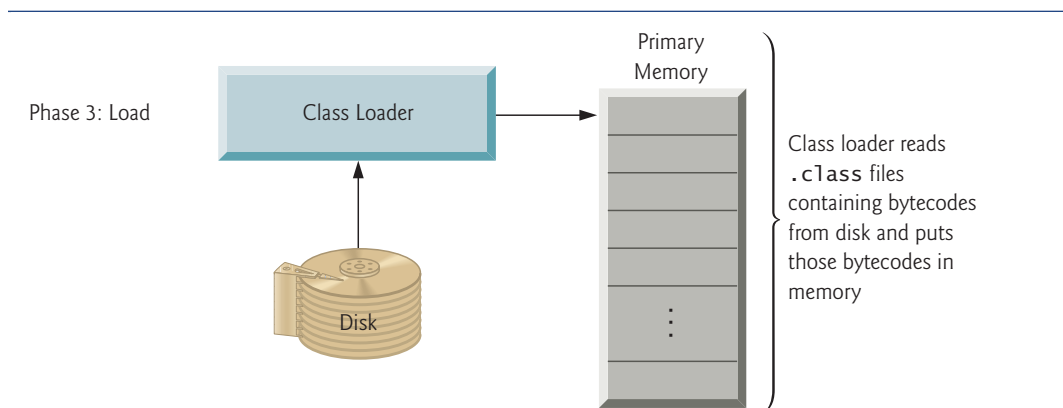 Phase 3: Load
Class Loader
Disk
Primary
Memory
Class loader reads
.class files
containing bytecodes
from disk and puts
those bytecodes in
memory